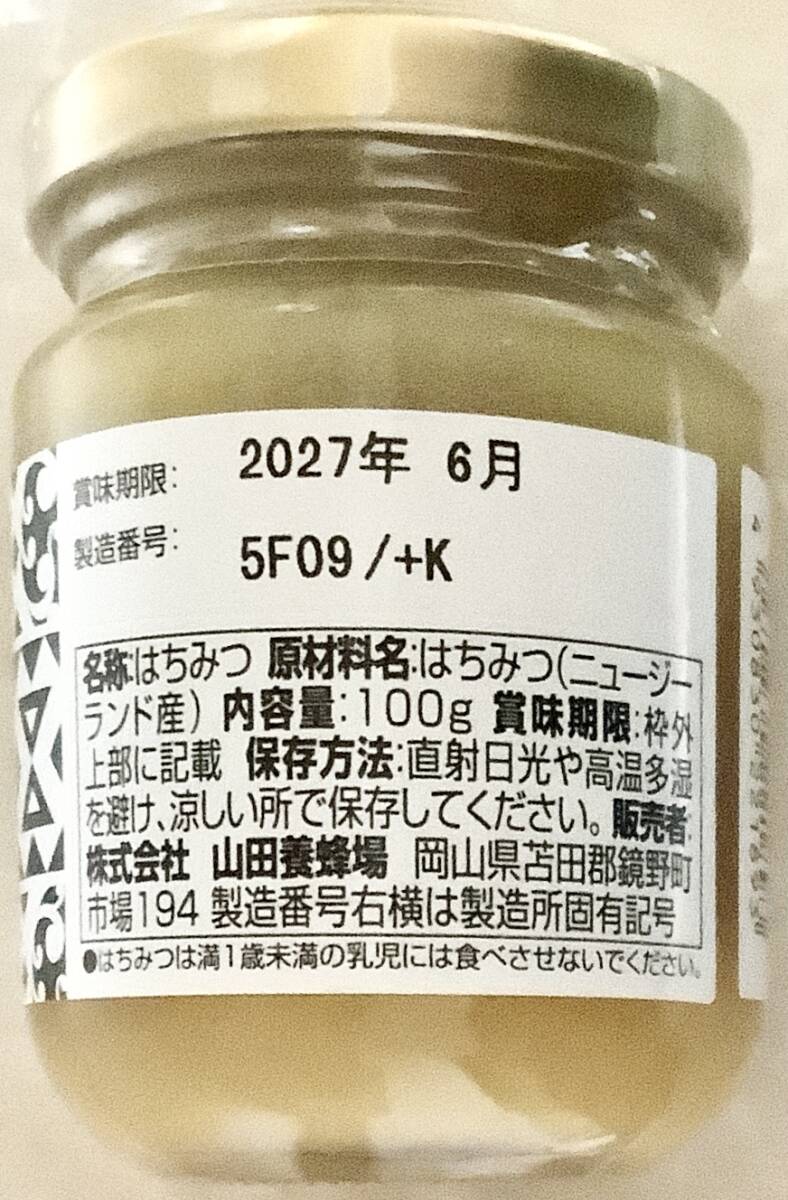 賞味期限: 2027年 6月
製造番号: 5F09/+K
名称:はちみつ 原材料名:はちみつ(ニュージー
ランド産) 内容量:100g 賞味期限:枠外
上部に記載 保存方法:直射日光や高温多湿
を避け、涼しい所で保存してください。 販売者:
株式会社 山田養蜂場 岡山県苫田郡鏡野町
市場194 製造番号右横は製造所固有記号
●はちみつは満1歳未満の乳児には食べさせないでください。